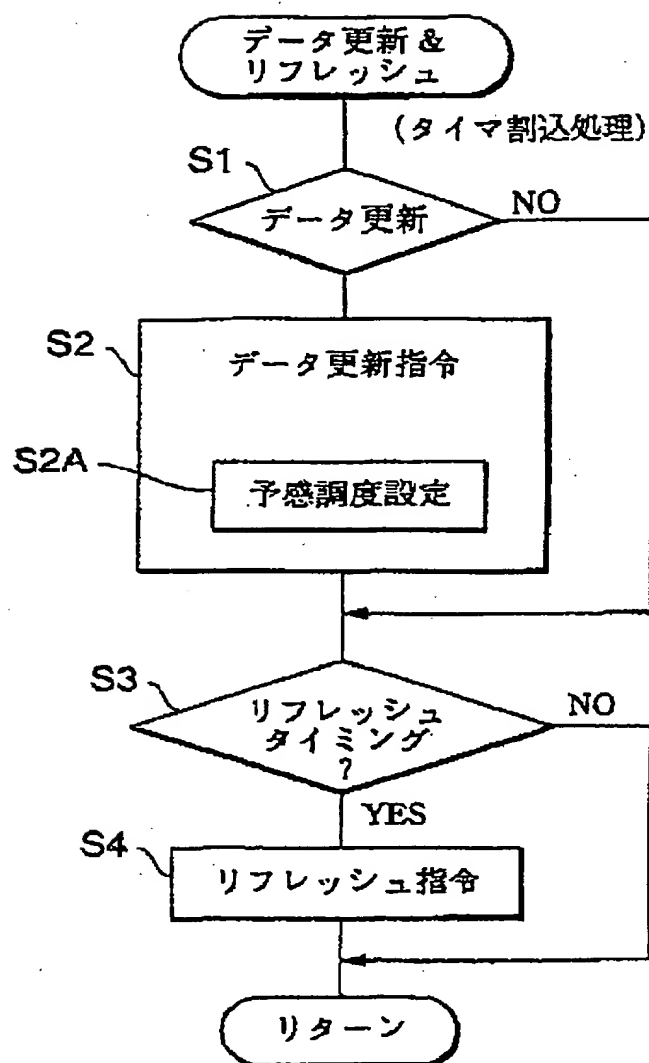 データ更新 &
リフレッシュ
(タイマ割込処理)
S1
データ更新
NO
S2
データ更新指令
S2A
予感調度設定
S3
リフレッシュ
タイミング
?
NO
YES
S4
リフレッシュ指令
リターン